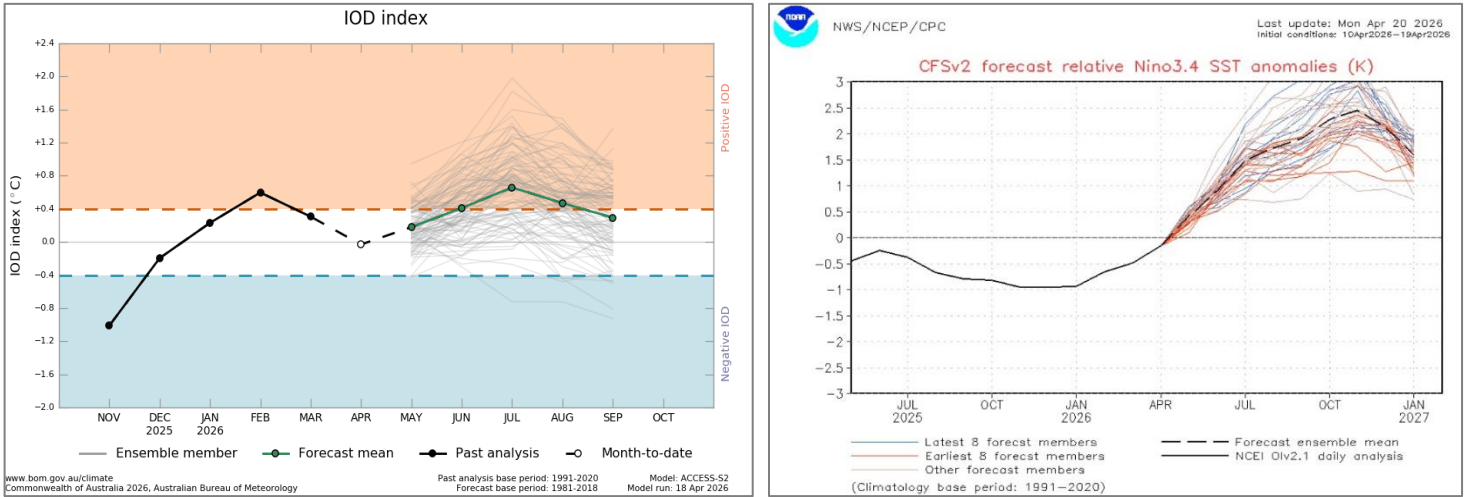 IOD index
+2.4
+2.0
+1.6
+1.2
+0.8
+0.4
0.0
−0.4
−0.8
−1.2
−1.6
−2.0
IOD index (°C)
Positive IOD
Negative IOD
NOV DEC JAN FEB MAR APR MAY JUN JUL AUG SEP OCT
2025 2026
Ensemble member Forecast mean Past analysis Month-to-date
www.bom.gov.au/climate Past analysis base period: 1991-2020 Model: ACCESS-S2
Commonwealth of Australia 2026, Australian Bureau of Meteorology Forecast base period: 1981-2018 Model run: 18 Apr 2026
NOAA
NWS/NCEP/CPC
Last update: Mon Apr 20 2026
Initial conditions: 10Apr2026−19Apr2026
CFSv2 forecast relative Nino3.4 SST anomalies (K)
3
2.5
2
1.5
1
0.5
0
−0.5
−1
−1.5
−2
−2.5
−3
JUL OCT JAN APR JUL OCT JAN
2025 2026 2027
Latest 8 forecst members Forecast ensemble mean
Earliest 8 forecst members NCEI OIv2.1 daily analysis
Other forecast members
(Climatology base period: 1991−2020)